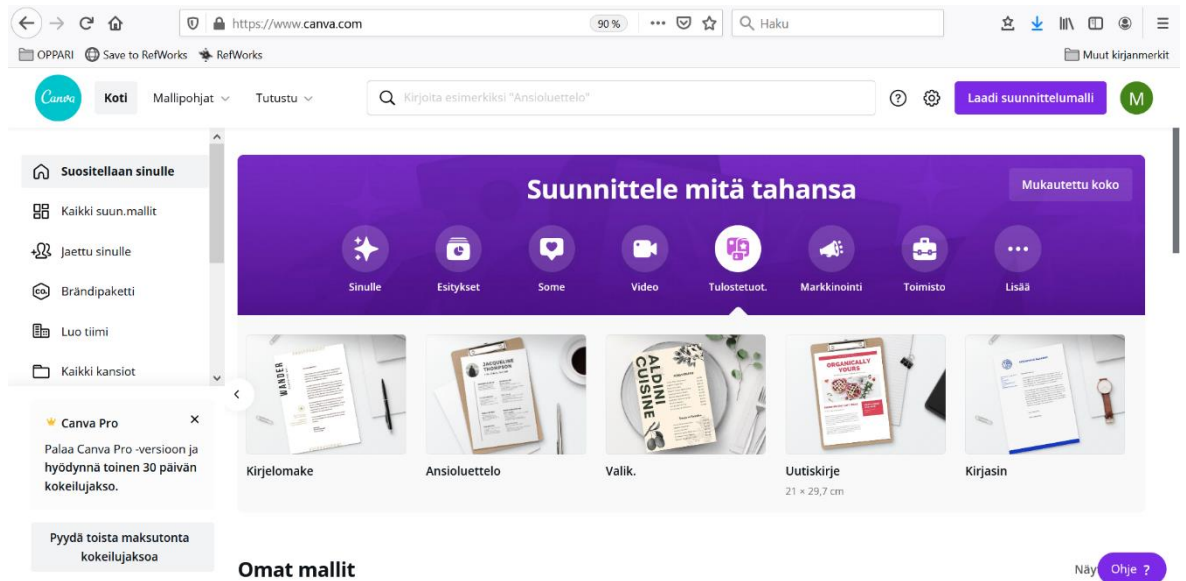 https://www.canva.com
90 %
Haku
OPPARI
Save to RefWorks
RefWorks
Muut kirjanmerkit
Canva
Koti
Mallipohjat
Tutustu
Kirjoita esimerkiksi "Ansioluettelo"
Laadi suunnittelumalli
M
Suositellaan sinulle
Kaikki suun.mallit
Jaettu sinulle
Brändipaketti
Luo tiimi
Kaikki kansiot
Canva Pro
Palaa Canva Pro -versioon ja
hyödynnä toinen 30 päivän
kokeilujakso.
Pyydä toista maksutonta
kokeilujaksoa
Suunnittele mitä tahansa
Mukautettu koko
Sinulle
Esitykset
Some
Video
Tulostetuot.
Markkinointi
Toimisto
Lisää
WANDER
JACQUELINE
THOMPSON
ALDINI
CUISINE
ORGANICALLY
YOURS
Kirjelomake
Ansioluettelo
Valik.
Uutiskirje
21 × 29,7 cm
Kirjasin
Omat mallit
Näy
Ohje ?